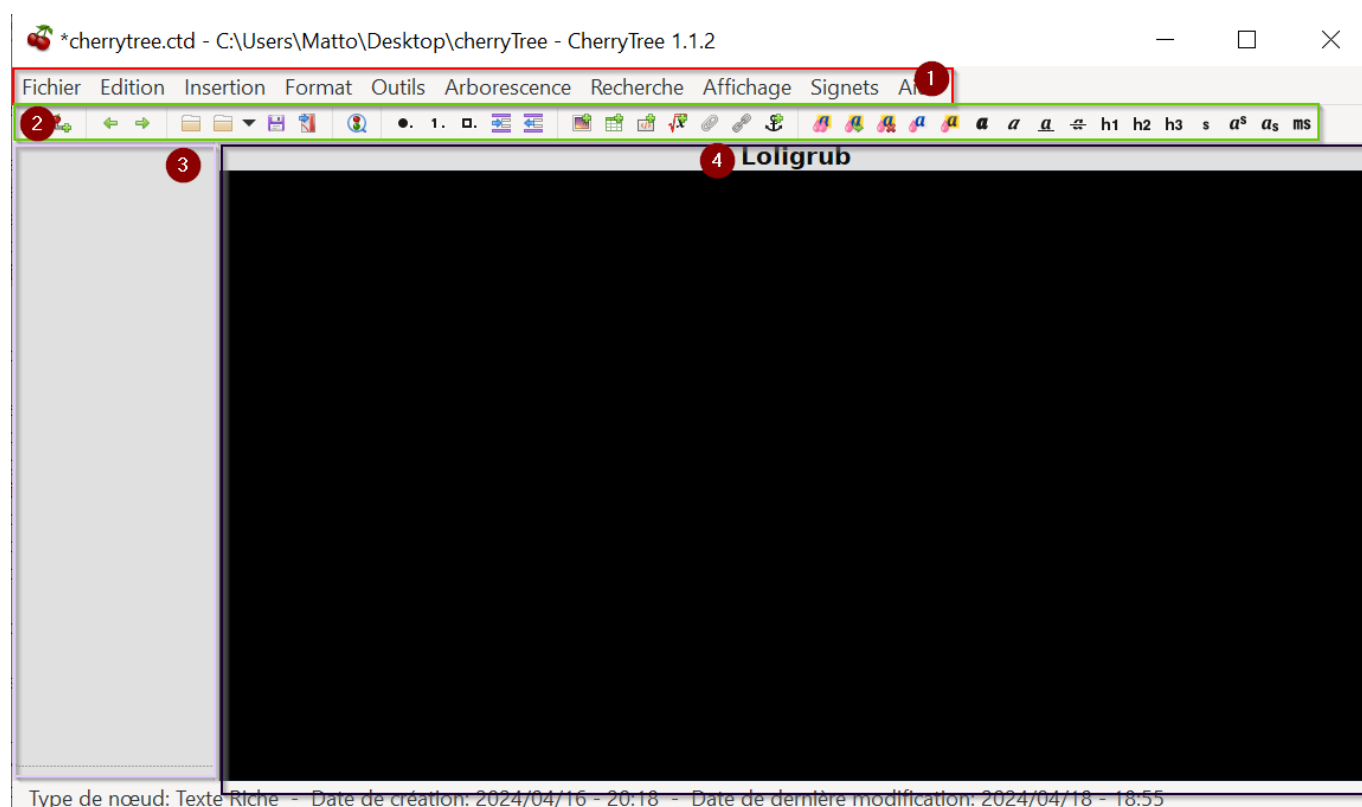 *cherrytree.ctd - C:\Users\Matto\Desktop\cherryTree - CherryTree 1.1.2
Fichier Edition Insertion Format Outils Arborescence Recherche Affichage Signets 1
2 1. h1 h2 h3 s aˢ aₛ ms
3 4 Loligrub
Type de nœud: Texte Riche - Date de création: 2024/04/16 - 20:18 - Date de dernière modification: 2024/04/18 - 18:55